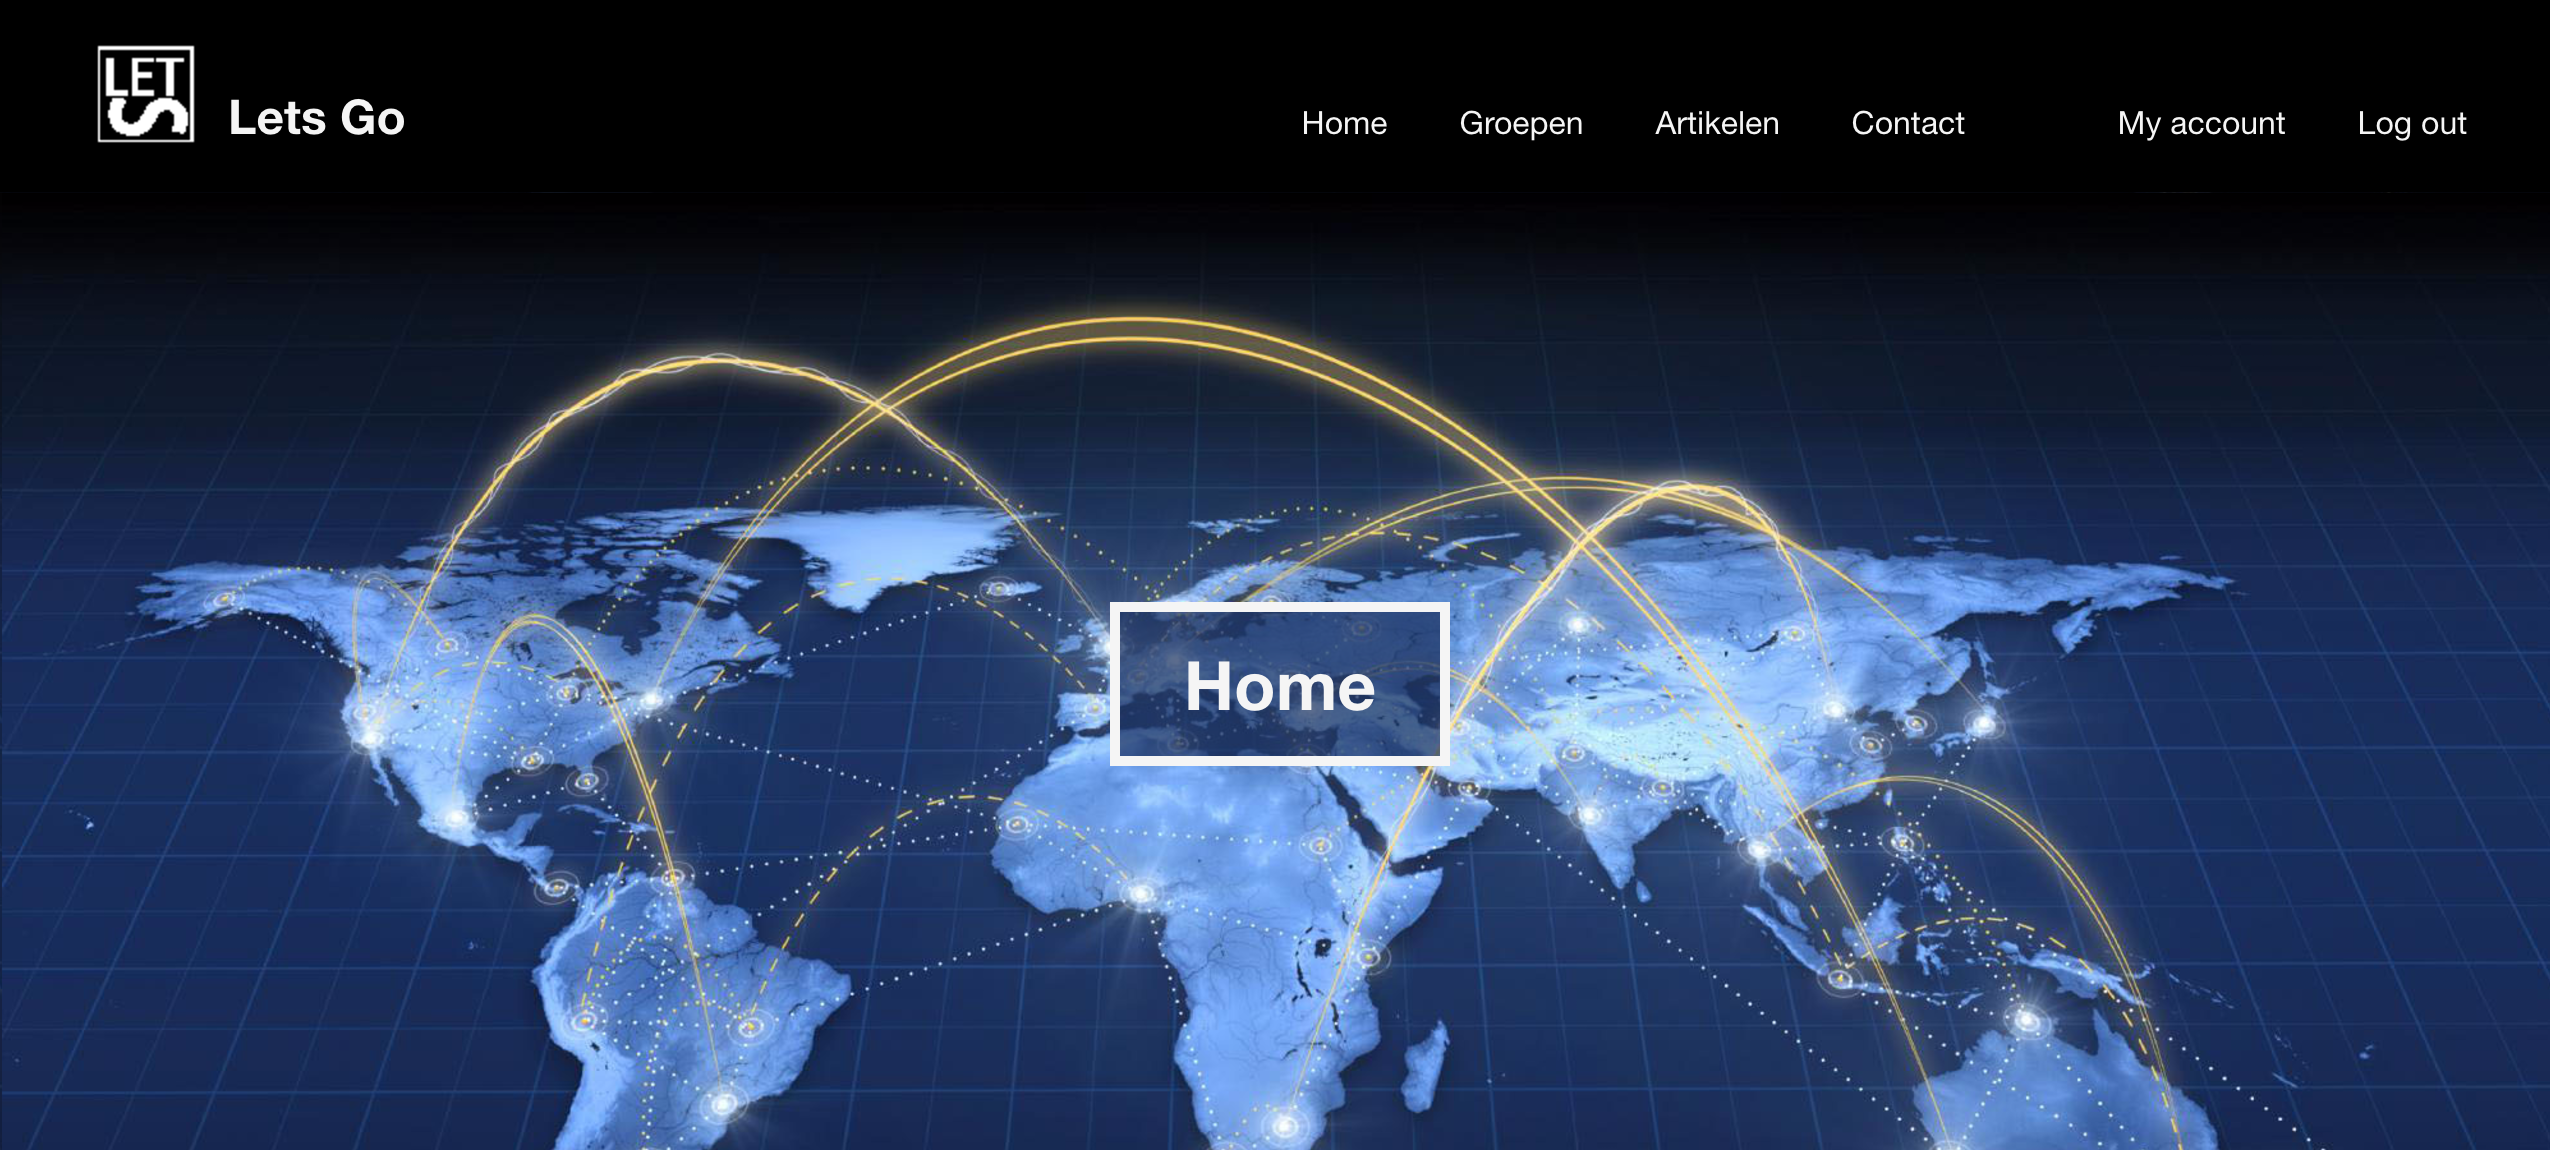 LET
S
Lets Go
Home
Groepen
Artikelen
Contact
My account
Log out
Home